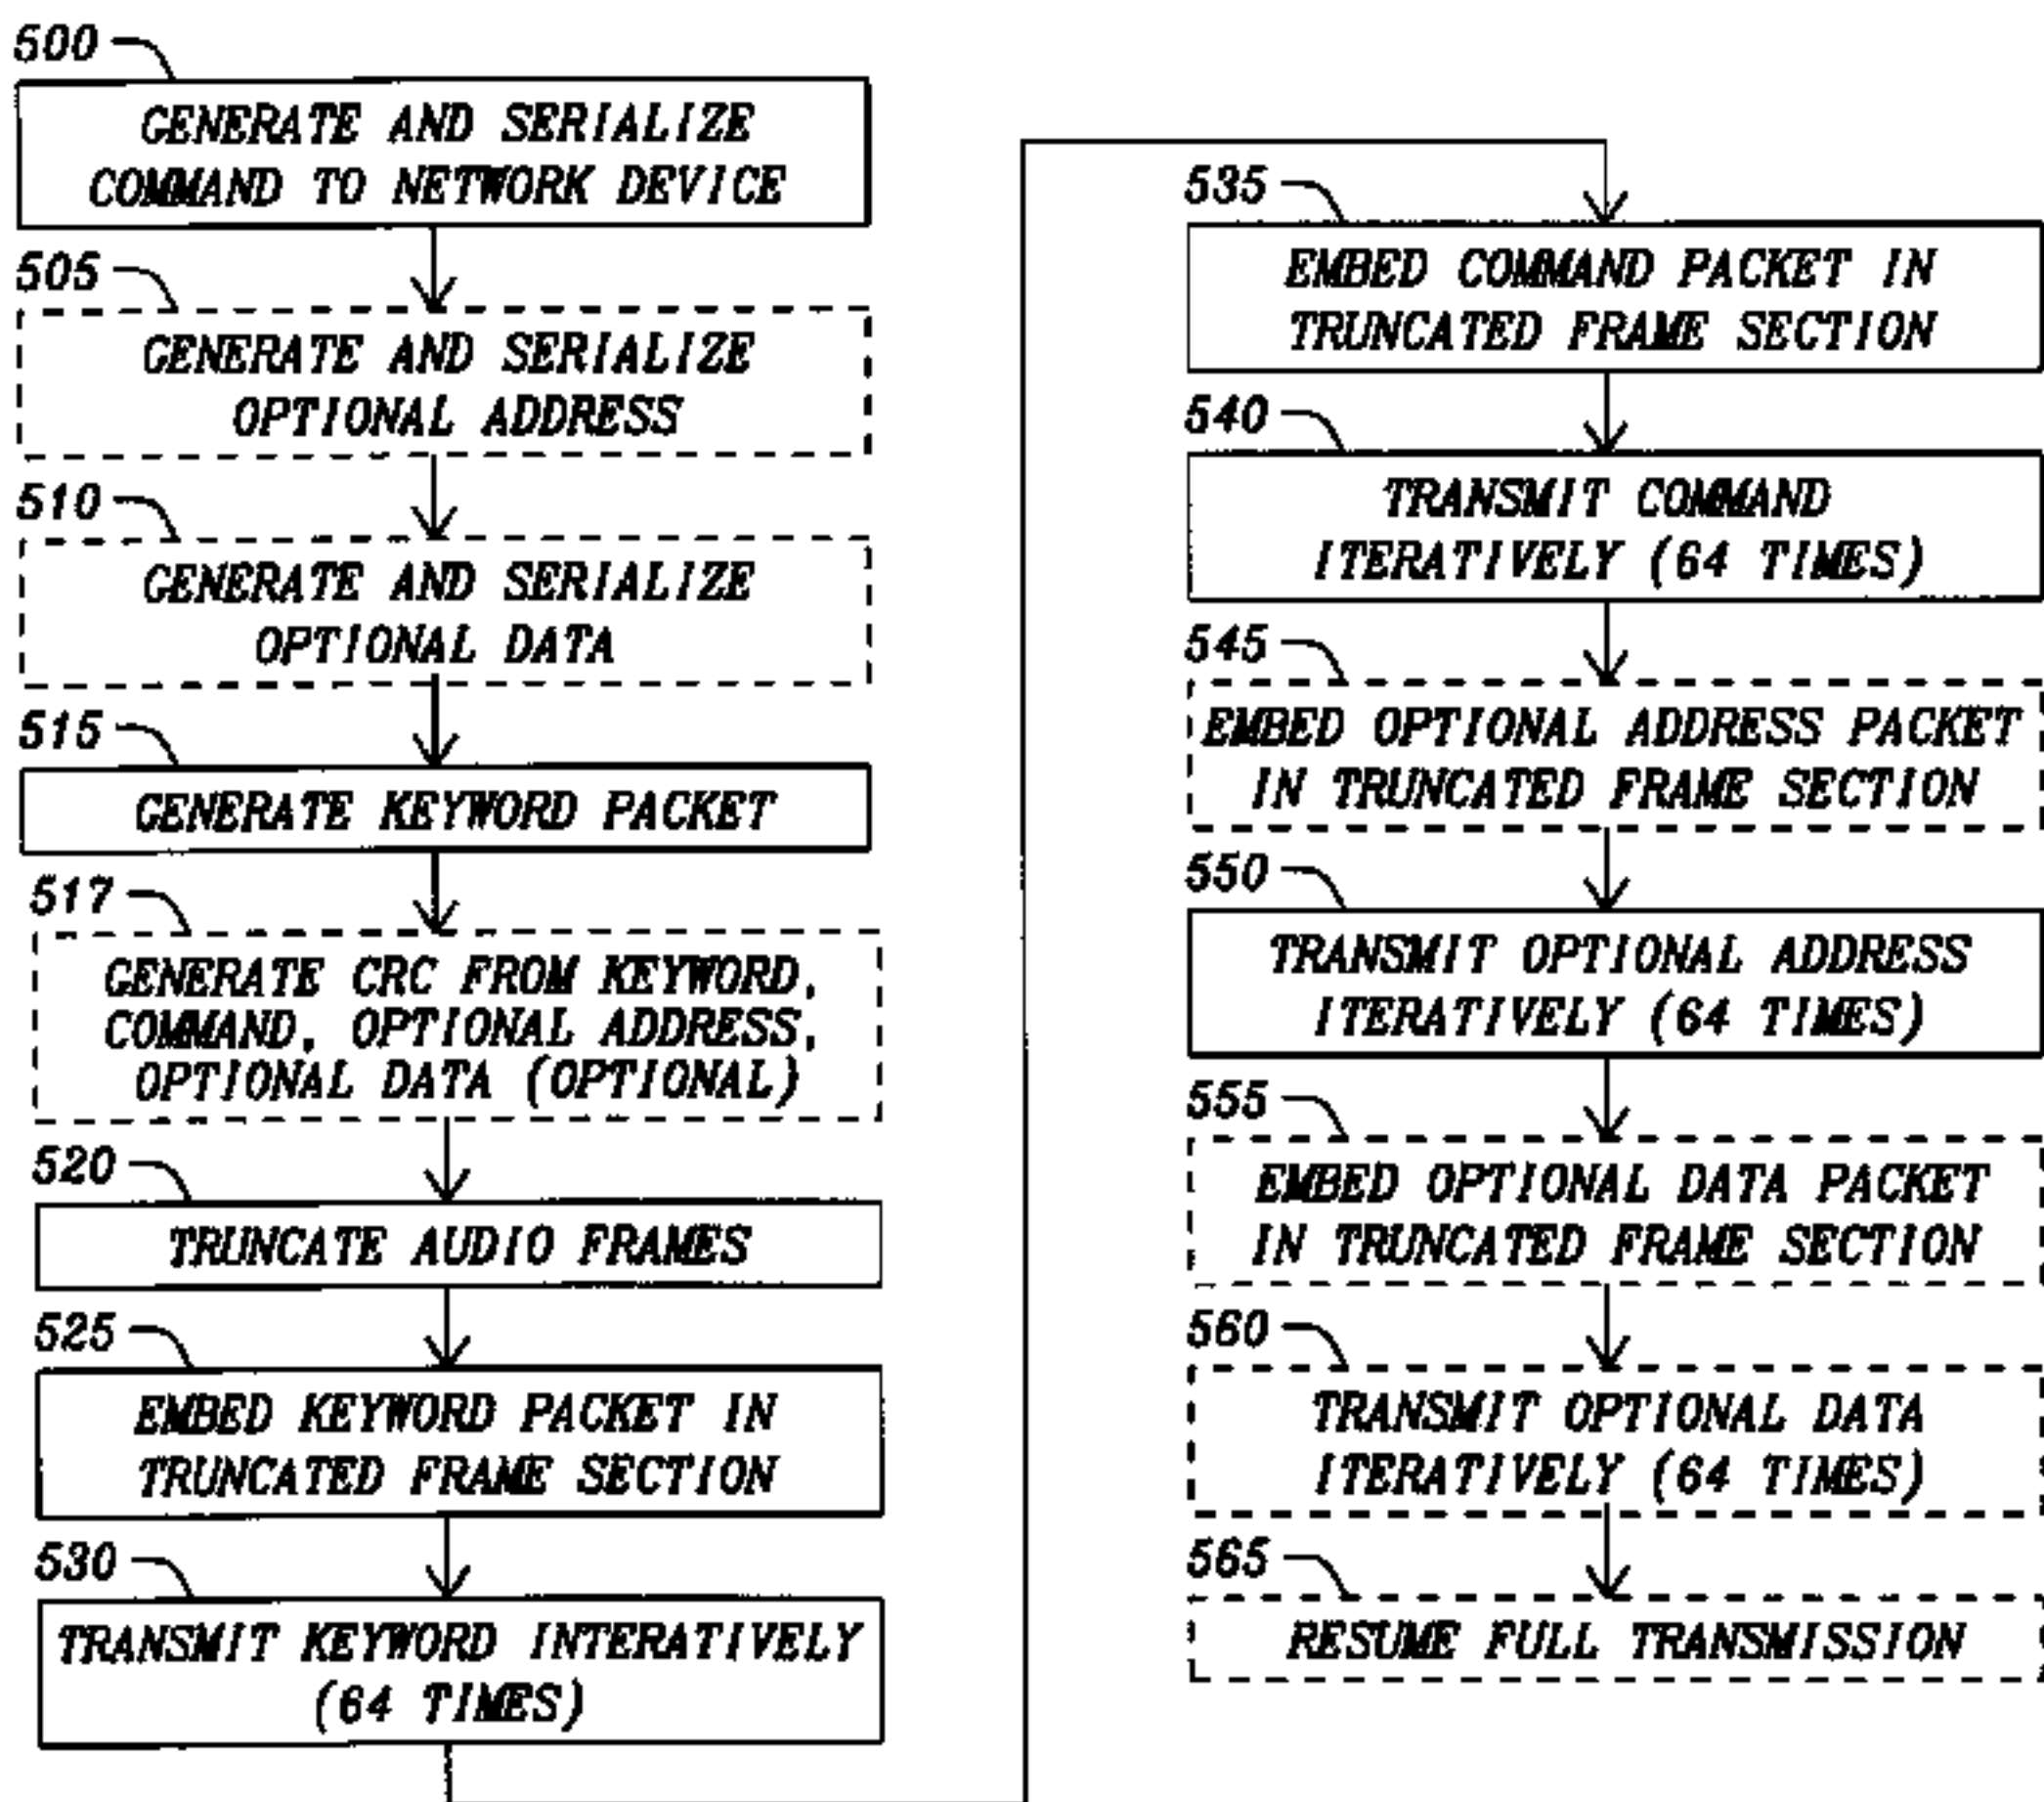 500
GENERATE AND SERIALIZE
COMMAND TO NETWORK DEVICE
505
GENERATE AND SERIALIZE
OPTIONAL ADDRESS
510
GENERATE AND SERIALIZE
OPTIONAL DATA
515
GENERATE KEYWORD PACKET
517
GENERATE CRC FROM KEYWORD,
COMMAND, OPTIONAL ADDRESS,
OPTIONAL DATA (OPTIONAL)
520
TRUNCATE AUDIO FRAMES
525
EMBED KEYWORD PACKET IN
TRUNCATED FRAME SECTION
530
TRANSMIT KEYWORD INTERATIVELY
(64 TIMES)
535
EMBED COMMAND PACKET IN
TRUNCATED FRAME SECTION
540
TRANSMIT COMMAND
ITERATIVELY (64 TIMES)
545
EMBED OPTIONAL ADDRESS PACKET
IN TRUNCATED FRAME SECTION
550
TRANSMIT OPTIONAL ADDRESS
ITERATIVELY (64 TIMES)
555
EMBED OPTIONAL DATA PACKET
IN TRUNCATED FRAME SECTION
560
TRANSMIT OPTIONAL DATA
ITERATIVELY (64 TIMES)
565
RESUME FULL TRANSMISSION